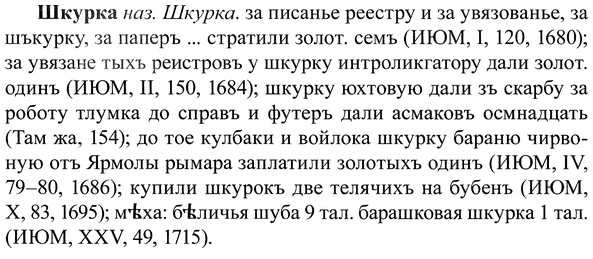 Шкурка наз. Шкурка. за писанье реестру и за увязованье, за
шъкурку, за паперъ ... стратили золот. семъ (ИЮМ, I, 120, 1680);
за увязане тыхъ реистровъ у шкурку интроликгатору дали золот.
одинъ (ИЮМ, II, 150, 1684); шкурку юхтовую дали зъ скарбу за
роботу тлумка до справъ и футеръ дали асмаковъ осмнадцать
(Там жа, 154); до тое кулбаки и войлока шкурку бараню чирво-
ную отъ Ярмолы рымара заплатили золотыхъ одинъ (ИЮМ, IV,
79–80, 1686); купили шкурокъ две телячихъ на бубенъ (ИЮМ,
X, 83, 1695); мѣха: бѣличья шуба 9 тал. барашковая шкурка 1 тал.
(ИЮМ, XXV, 49, 1715).